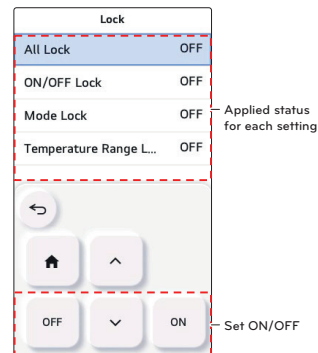 Lock
All Lock OFF
ON/OFF Lock OFF
Mode Lock OFF
Temperature Range L... OFF
Applied status
for each setting
OFF ON
Set ON/OFF